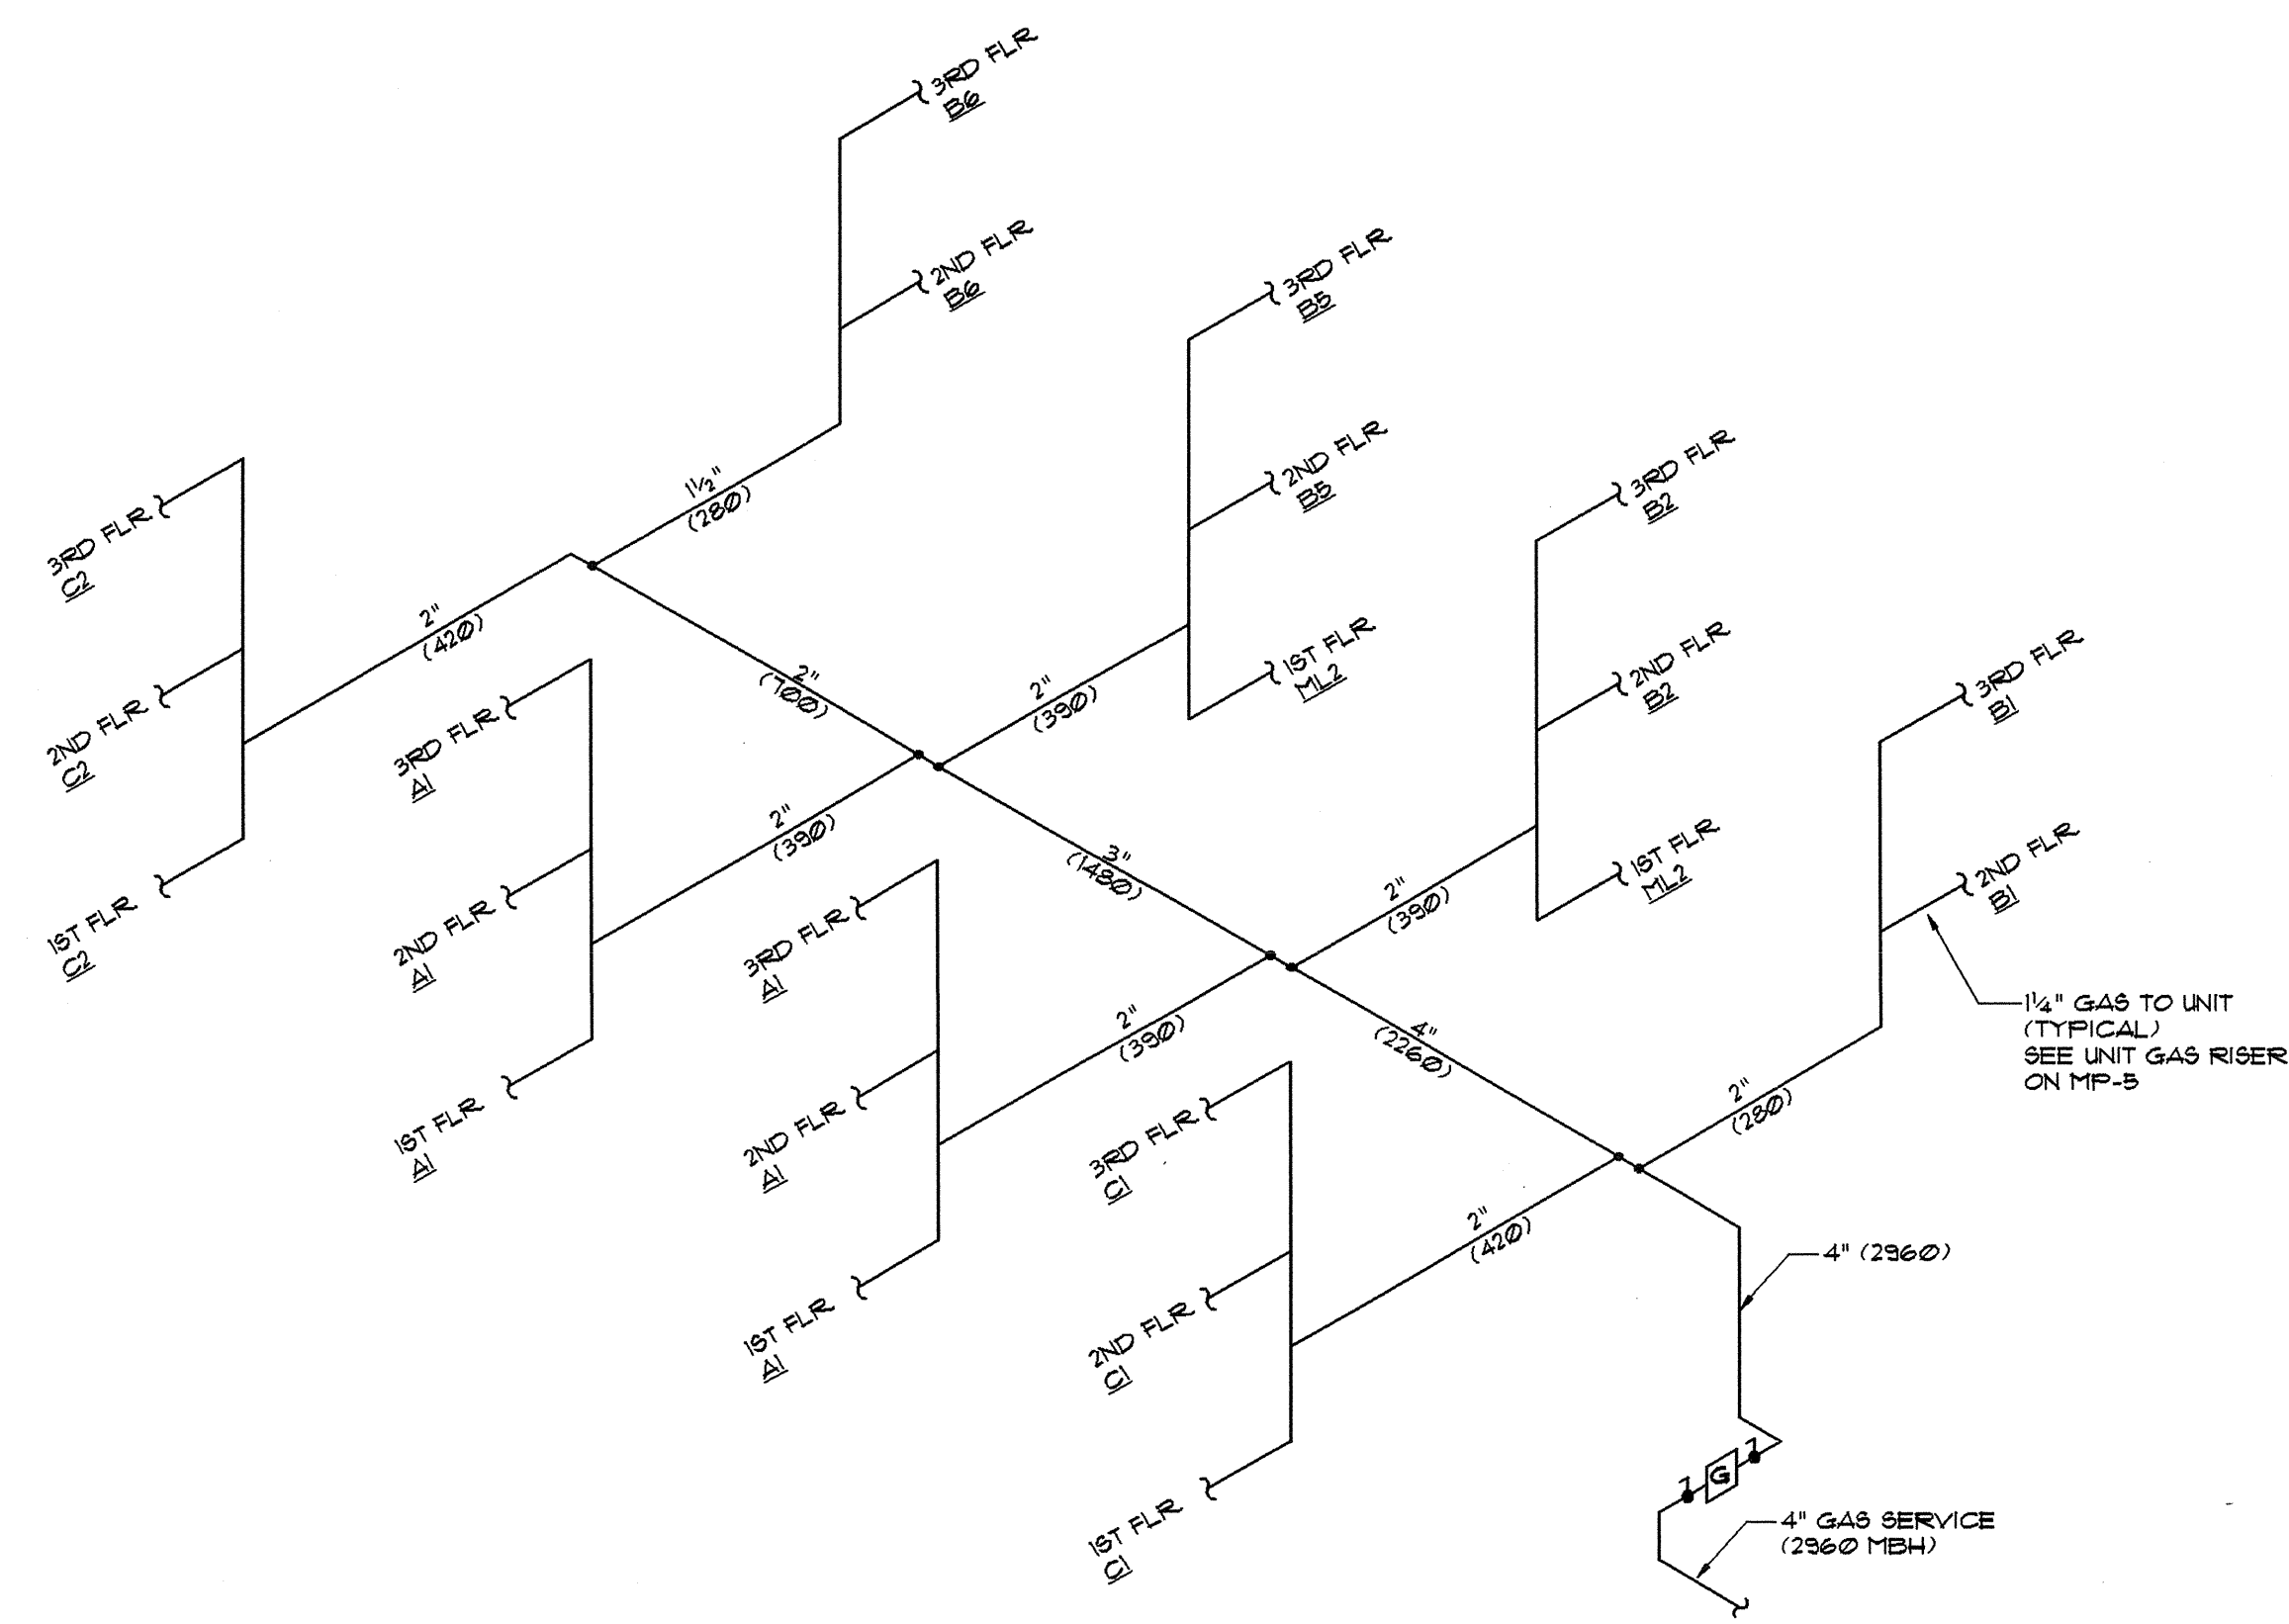 3RD FLR
B6
2ND FLR
B6
3RD FLR
B5
2ND FLR
B5
1ST FLR
ML2
3RD FLR
B2
2ND FLR
B2
1ST FLR
ML2
3RD FLR
B1
2ND FLR
B1
1¼" GAS TO UNIT
(TYPICAL)
SEE UNIT GAS RISER
ON MP-5
1½"
(280)
3RD FLR
C2
2ND FLR
C2
1ST FLR
C2
2"
(420)
2"
(700)
2"
(390)
3RD FLR
A1
2ND FLR
A1
1ST FLR
A1
2"
(390)
3"
(1480)
2"
(390)
3RD FLR
A1
2ND FLR
A1
1ST FLR
A1
2"
(390)
4"
(2260)
2"
(280)
3RD FLR
C1
2ND FLR
C1
1ST FLR
C1
2"
(420)
4" (2960)
G
4" GAS SERVICE
(2960 MBH)